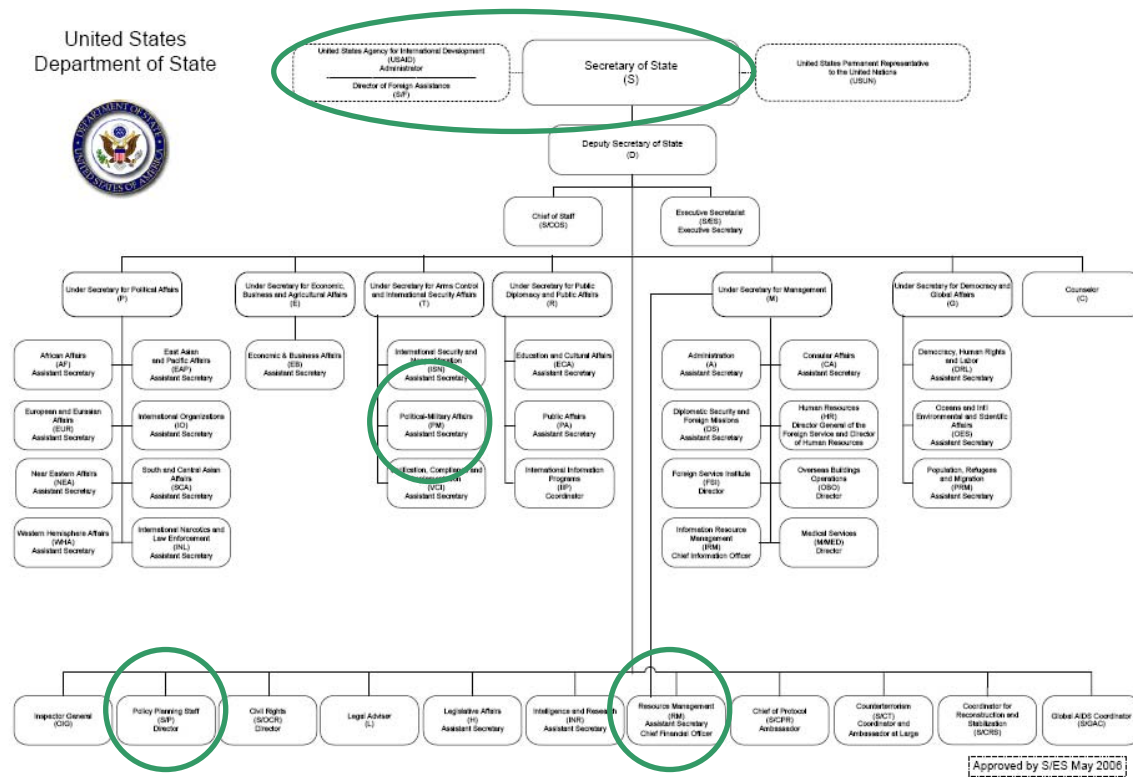 United States
Department of State
DEPARTMENT OF STATE
UNITED STATES OF AMERICA
United States Agency for International Development
(USAID)
Administrator
Director of Foreign Assistance
(S/F)
Secretary of State
(S)
United States Permanent Representative
to the United Nations
(USUN)
Deputy Secretary of State
(D)
Chief of Staff
(S/COS)
Executive Secretariat
(S/ES)
Executive Secretary
Under Secretary for Political Affairs
(P)
Under Secretary for Economic,
Business and Agricultural Affairs
(E)
Under Secretary for Arms Control
and International Security Affairs
(T)
Under Secretary for Public
Diplomacy and Public Affairs
(R)
Under Secretary for Management
(M)
Under Secretary for Democracy and
Global Affairs
(G)
Counselor
(C)
African Affairs
(AF)
Assistant Secretary
East Asian
and Pacific Affairs
(EAP)
Assistant Secretary
Economic & Business Affairs
(EB)
Assistant Secretary
International Security and
(ISN)
Assistant Secretary
Education and Cultural Affairs
(ECA)
Assistant Secretary
Administration
(A)
Assistant Secretary
Consular Affairs
(CA)
Assistant Secretary
Democracy, Human Rights
and Labor
(DRL)
Assistant Secretary
European and Eurasian
Affairs
(EUR)
Assistant Secretary
International Organizations
(IO)
Assistant Secretary
Political-Military Affairs
(PM)
Assistant Secretary
Public Affairs
(PA)
Assistant Secretary
Diplomatic Security and
Foreign Missions
(DS)
Assistant Secretary
Human Resources
(HR)
Director General of the
Foreign Service and Director
of Human Resources
Oceans and Int'l
Environmental and Scientific
Affairs
(OES)
Assistant Secretary
Near Eastern Affairs
(NEA)
Assistant Secretary
South and Central Asian
Affairs
(SCA)
Assistant Secretary
Compliance and
(VCI)
Assistant Secretary
International Information
Programs
(IIP)
Coordinator
Foreign Service Institute
(FSI)
Director
Overseas Buildings
Operations
(OBO)
Director
Population, Refugees
and Migration
(PRM)
Assistant Secretary
Western Hemisphere Affairs
(WHA)
Assistant Secretary
International Narcotics and
Law Enforcement
(INL)
Assistant Secretary
Information Resource
Management
(IRM)
Chief Information Officer
Medical Services
(M/MED)
Director
Inspector General
(OIG)
Policy Planning Staff
(S/P)
Director
Civil Rights
(S/OCR)
Director
Legal Adviser
(L)
Legislative Affairs
(H)
Assistant Secretary
Intelligence and Research
(INR)
Assistant Secretary
Resource Management
(RM)
Assistant Secretary
Chief Financial Officer
Chief of Protocol
(S/CPR)
Ambassador
Counterterrorism
(S/CT)
Coordinator and
Ambassador at Large
Coordinator for
Reconstruction and
Stabilization
(S/CRS)
Global AIDS Coordinator
(S/GAC)
Approved by S/ES May 2006